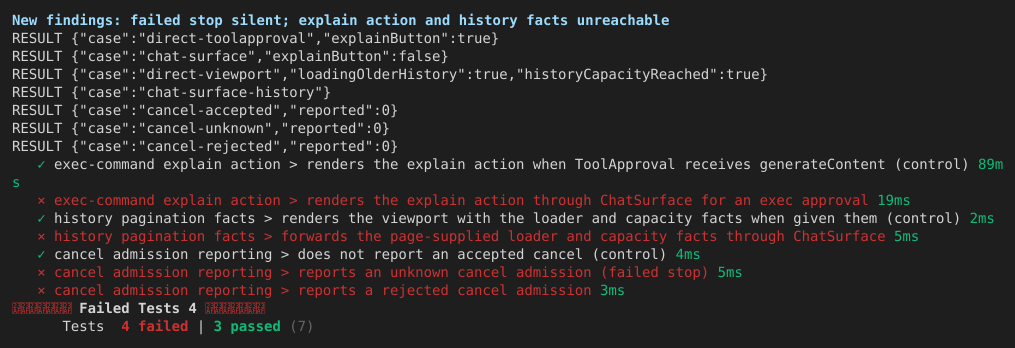 New findings: failed stop silent; explain action and history facts unreachable
RESULT {"case":"direct-toolapproval","explainButton":true}
RESULT {"case":"chat-surface","explainButton":false}
RESULT {"case":"direct-viewport","loadingOlderHistory":true,"historyCapacityReached":true}
RESULT {"case":"chat-surface-history"}
RESULT {"case":"cancel-accepted","reported":0}
RESULT {"case":"cancel-unknown","reported":0}
RESULT {"case":"cancel-rejected","reported":0}
✓ exec-command explain action > renders the explain action when ToolApproval receives generateContent (control) 89m
s
× exec-command explain action > renders the explain action through ChatSurface for an exec approval 19ms
✓ history pagination facts > renders the viewport with the loader and capacity facts when given them (control) 2ms
× history pagination facts > forwards the page-supplied loader and capacity facts through ChatSurface 5ms
✓ cancel admission reporting > does not report an accepted cancel (control) 4ms
× cancel admission reporting > reports an unknown cancel admission (failed stop) 5ms
× cancel admission reporting > reports a rejected cancel admission 3ms
Failed Tests 4
Tests 4 failed | 3 passed (7)